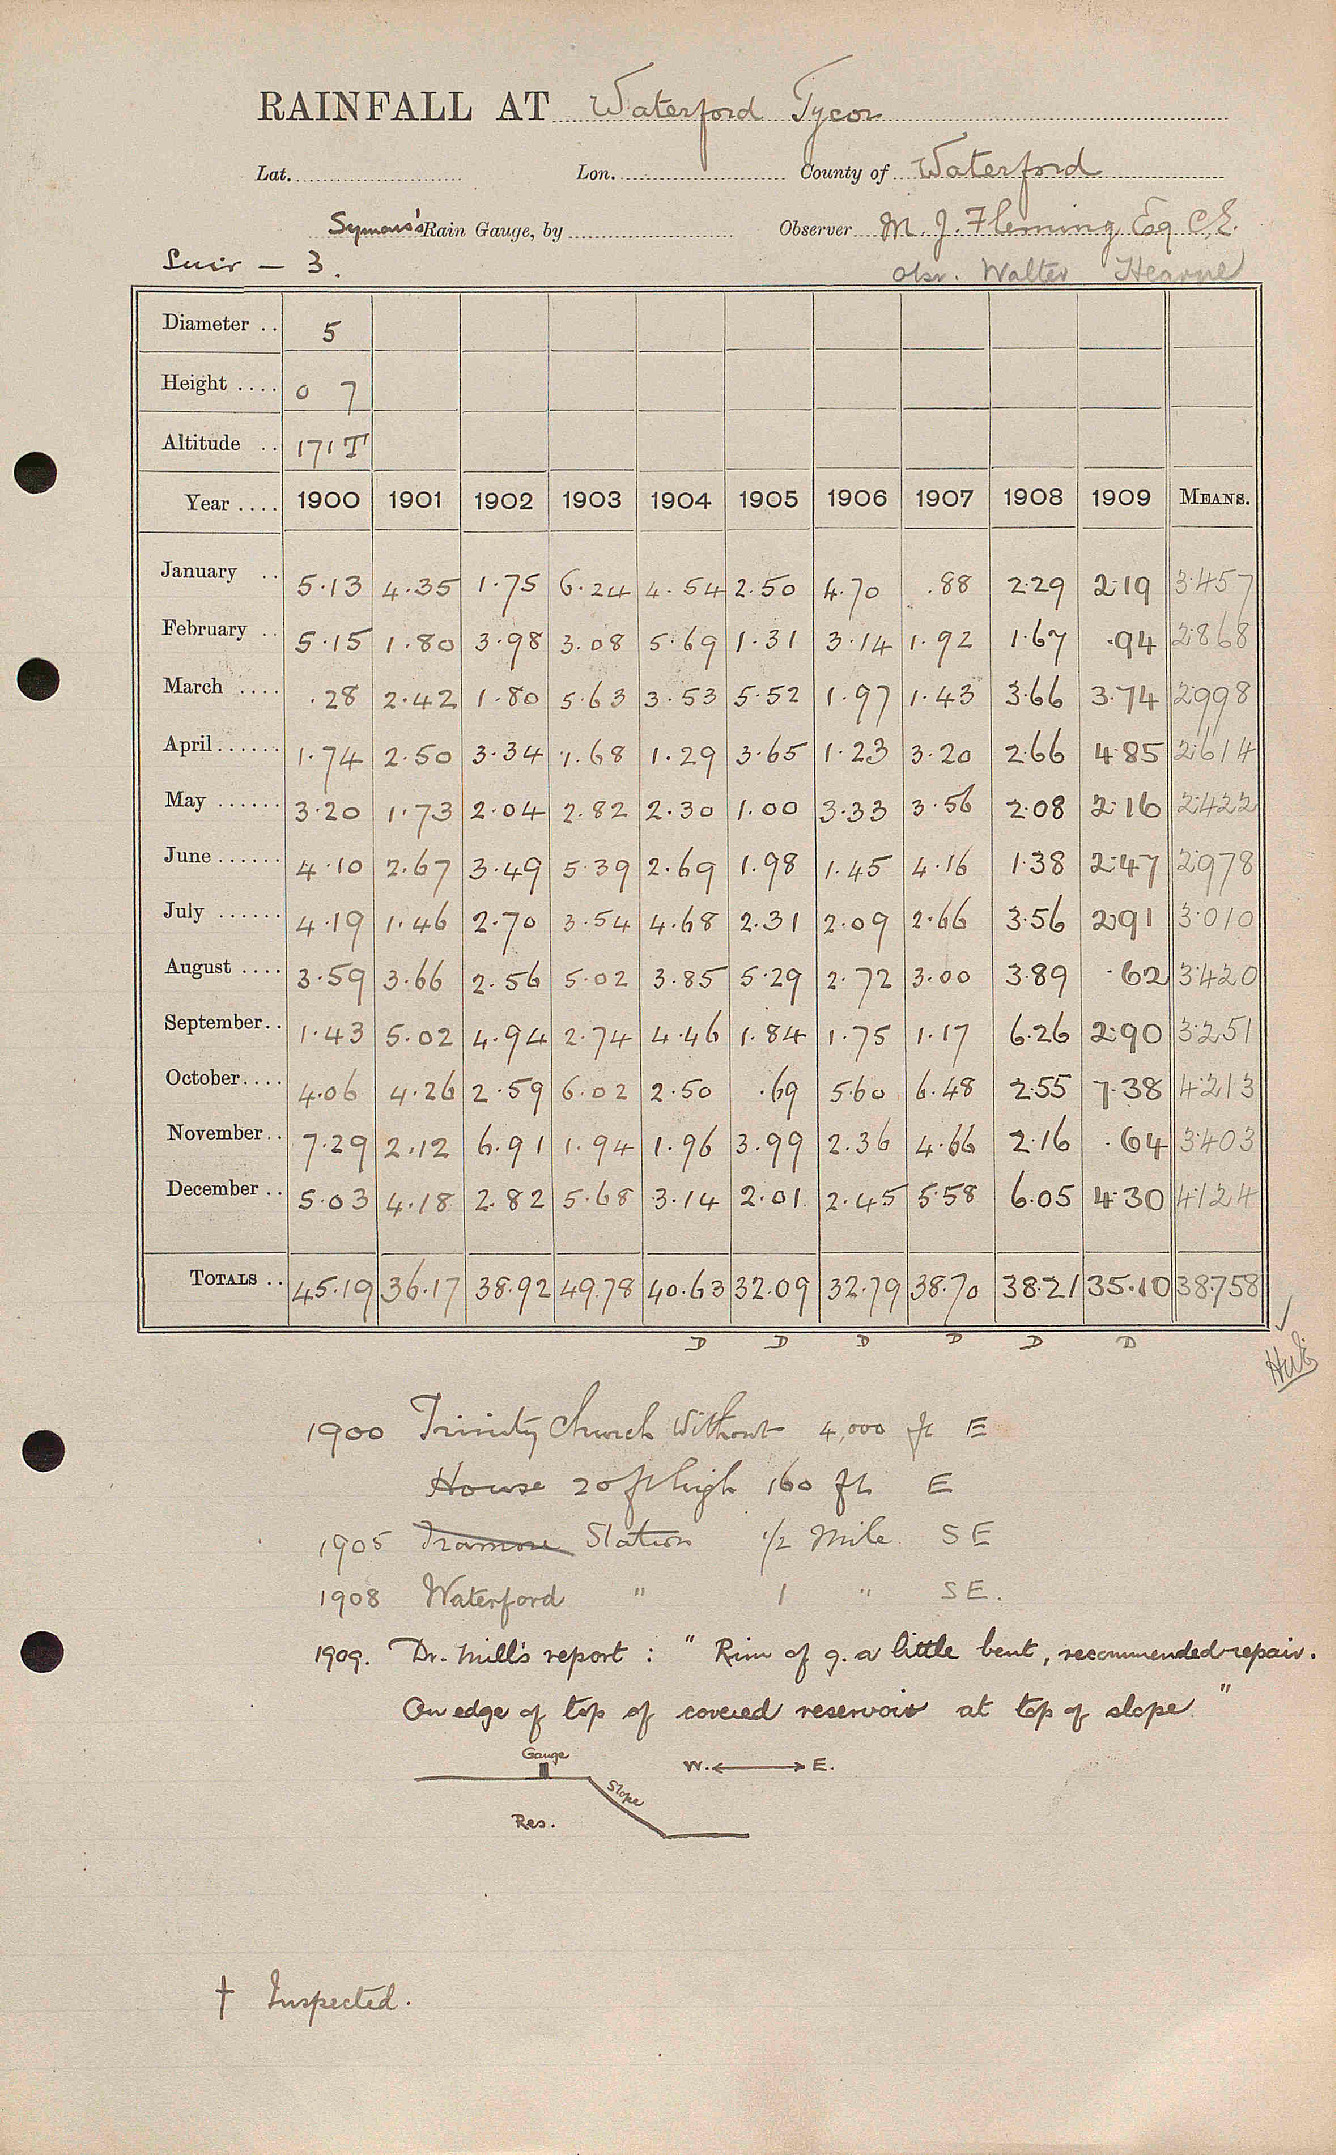 RAINFALL AT Waterford Tycor
Lat. Lon. County of Waterford
Symons's Rain Gauge, by Observer M. J. Fleming Esq C.E.
Suir — 3. Obsr. Walter Hearne
Diameter .. 5
Height .... 0 7
Altitude .. 171 T
Year .... 1900 1901 1902 1903 1904 1905 1906 1907 1908 1909 MEANS.
January .. 5.13 4.35 1.75 6.24 4.54 2.50 4.70 .88 2.29 2.19 3.457
February .. 5.15 1.80 3.98 3.08 5.69 1.31 3.14 1.92 1.67 .94 2.868
March .... .28 2.42 1.80 5.63 3.53 5.52 1.97 1.43 3.66 3.74 2.998
April...... 1.74 2.50 3.34 1.68 1.29 3.65 1.23 3.20 2.66 4.85 2.614
May ...... 3.20 1.73 2.04 2.82 2.30 1.00 3.33 3.56 2.08 2.16 2.422
June...... 4.10 2.67 3.49 5.39 2.69 1.98 1.45 4.16 1.38 2.47 2.978
July ...... 4.19 1.46 2.70 3.54 4.68 2.31 2.09 2.66 3.56 2.91 3.010
August .... 3.59 3.66 2.56 5.02 3.85 5.29 2.72 3.00 3.89 .62 3.420
September.. 1.43 5.02 4.94 2.74 4.46 1.84 1.75 1.17 6.26 2.90 3.251
October.... 4.06 4.26 2.59 6.02 2.50 .69 5.60 6.48 2.55 7.38 4.213
November.. 7.29 2.12 6.91 1.94 1.96 3.99 2.36 4.66 2.16 .64 3.403
December .. 5.03 4.18 2.82 5.68 3.14 2.01 2.45 5.58 6.05 4.30 4.124
TOTALS .. 45.19 36.17 38.92 49.78 40.63 32.09 32.79 38.70 38.21 35.10 38.758
D D D D D D
1900 Trinity Church Without 4,000 ft E
House 20 ft high 160 ft E
1905 Tramore Station 1/2 Mile SE
1908 Waterford " 1 " SE.
1909. Dr. Mill's report : " Rim of g. a little bent, recommended repair.
On edge of top of covered reservoir at top of slope "
Gauge W. ← → E.
Slope
Res.
† Inspected.